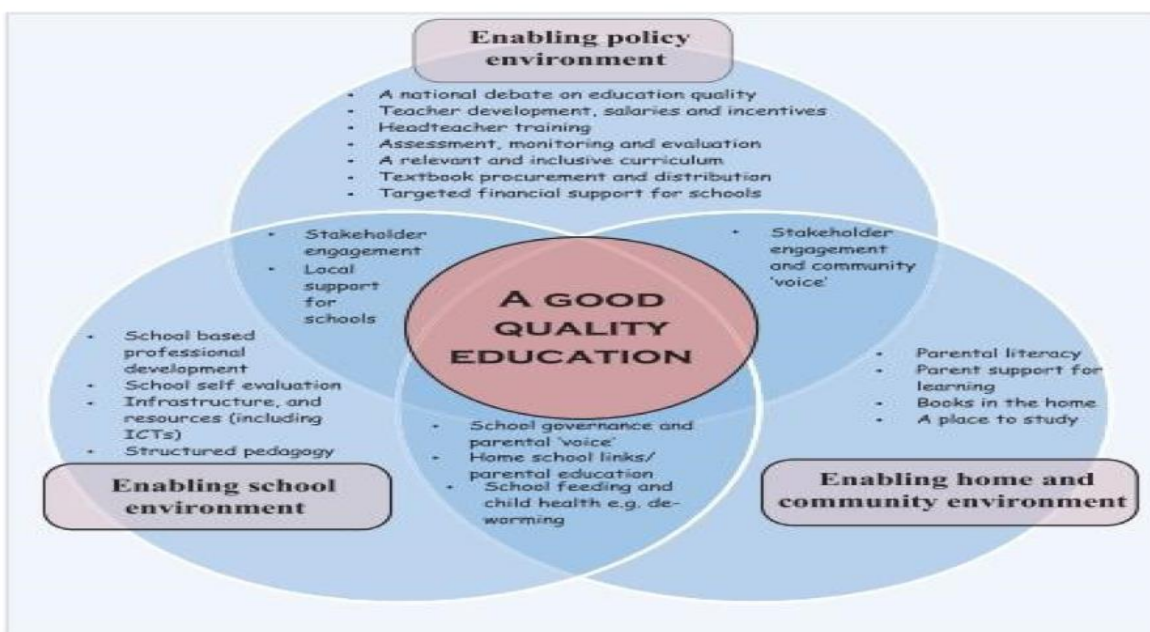 Enabling policy
environment
• A national debate on education quality
• Teacher development, salaries and incentives
• Headteacher training
• Assessment, monitoring and evaluation
• A relevant and inclusive curriculum
• Textbook procurement and distribution
• Targeted financial support for schools
• Stakeholder
engagement
• Local
support
for
schools
• Stakeholder
engagement
and community
'voice'
A GOOD
QUALITY
EDUCATION
• School based
professional
development
• School self evaluation
• Infrastructure, and
resources (including
ICTs)
• Structured pedagogy
• Parental literacy
• Parent support for
learning
• Books in the home
• A place to study
• School governance and
parental 'voice'
• Home school links/
parental education
• School feeding and
child health e.g. de-
worming
Enabling school
environment
Enabling home and
community environment